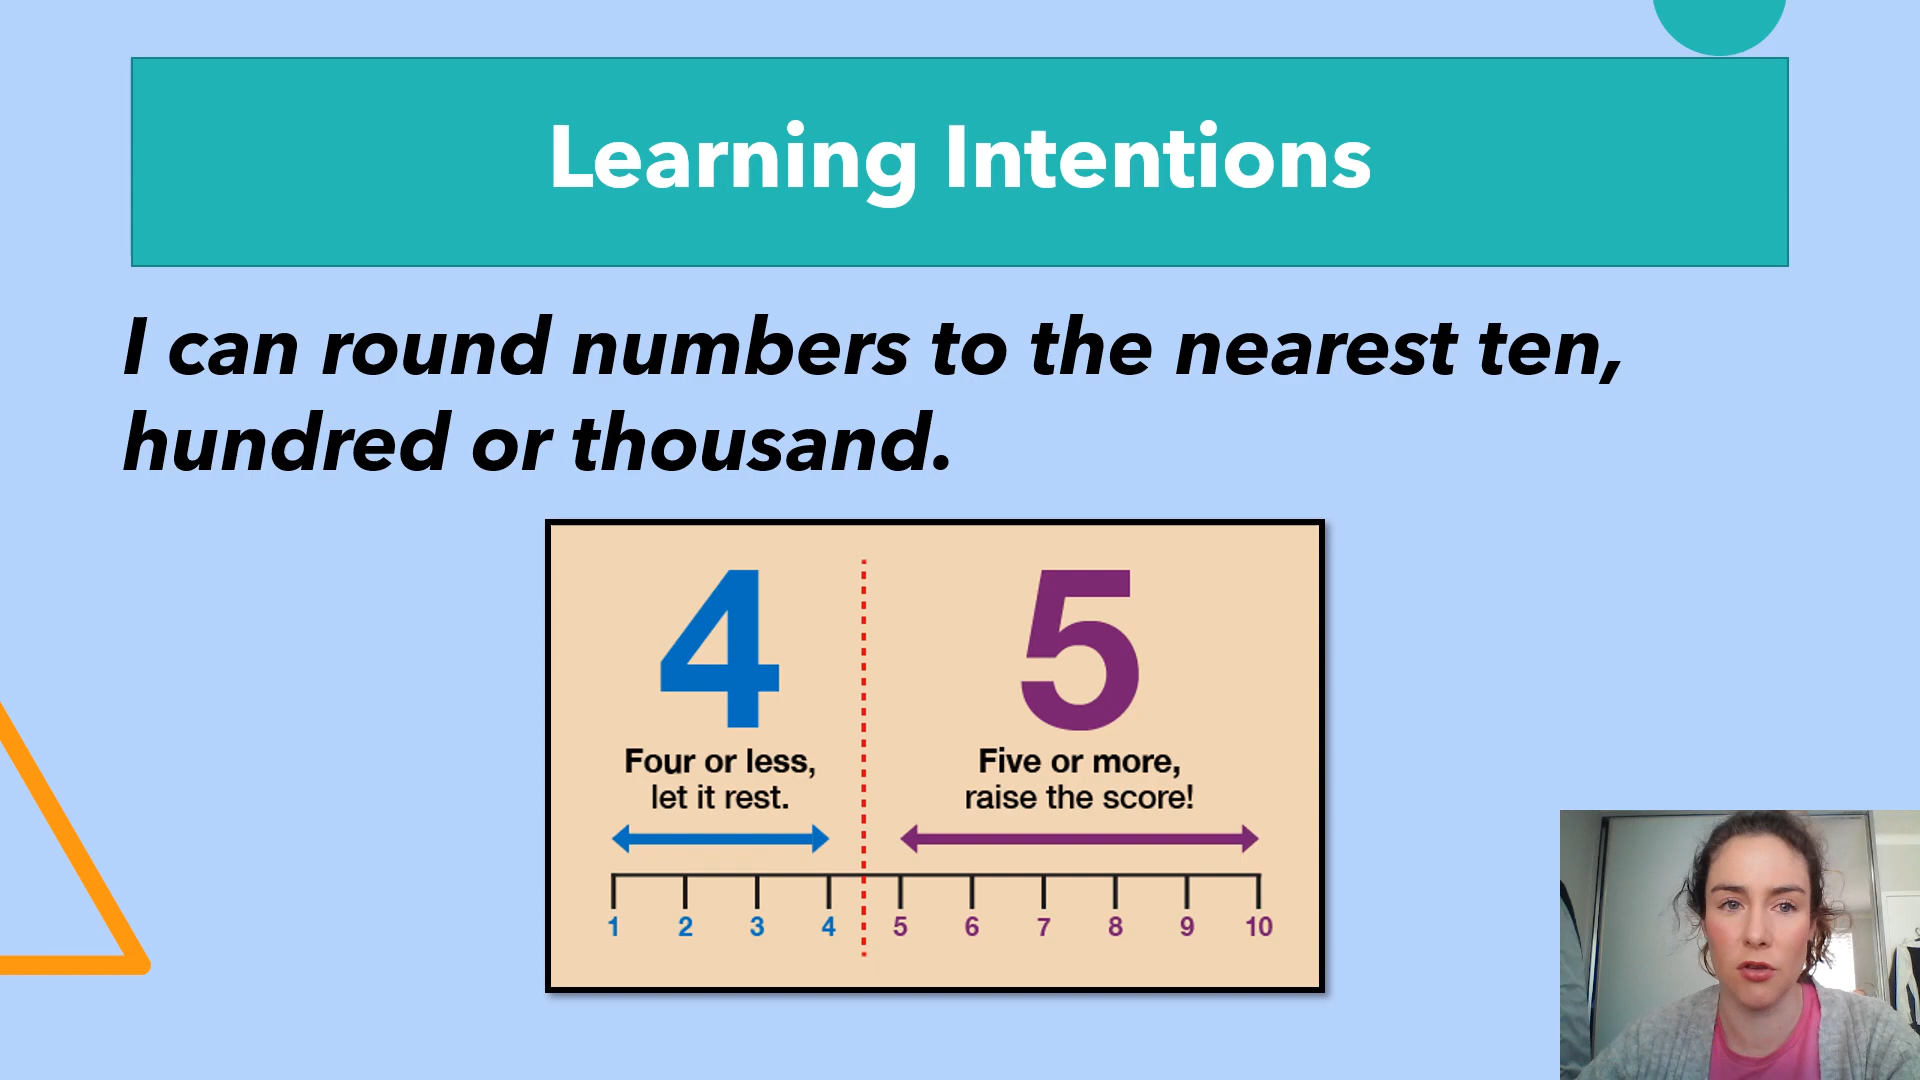 Learning Intentions
I can round numbers to the nearest ten,
hundred or thousand.
4 5
Four or less, Five or more,
let it rest. raise the score!
1 2 3 4 5 6 7 8 9 10